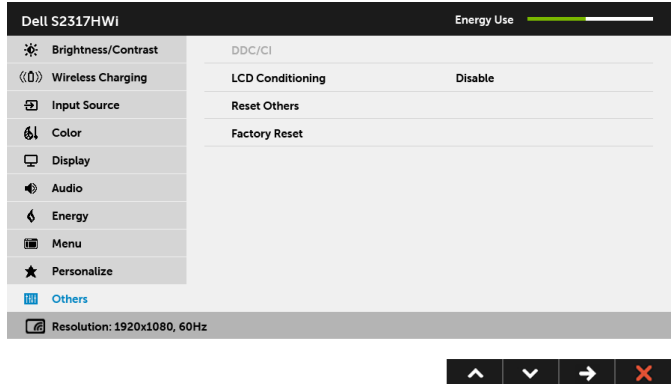 Dell S2317HWi Energy Use
Brightness/Contrast DDC/CI
Wireless Charging LCD Conditioning Disable
Input Source Reset Others
Color Factory Reset
Display
Audio
Energy
Menu
Personalize
Others
Resolution: 1920x1080, 60Hz